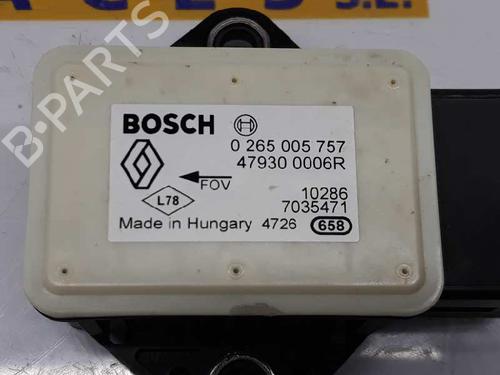 BOSCH
0 265 005 757
47930 0006R
FOV
10286
7035471
L78
Made in Hungary 4726 658
B-PARTS